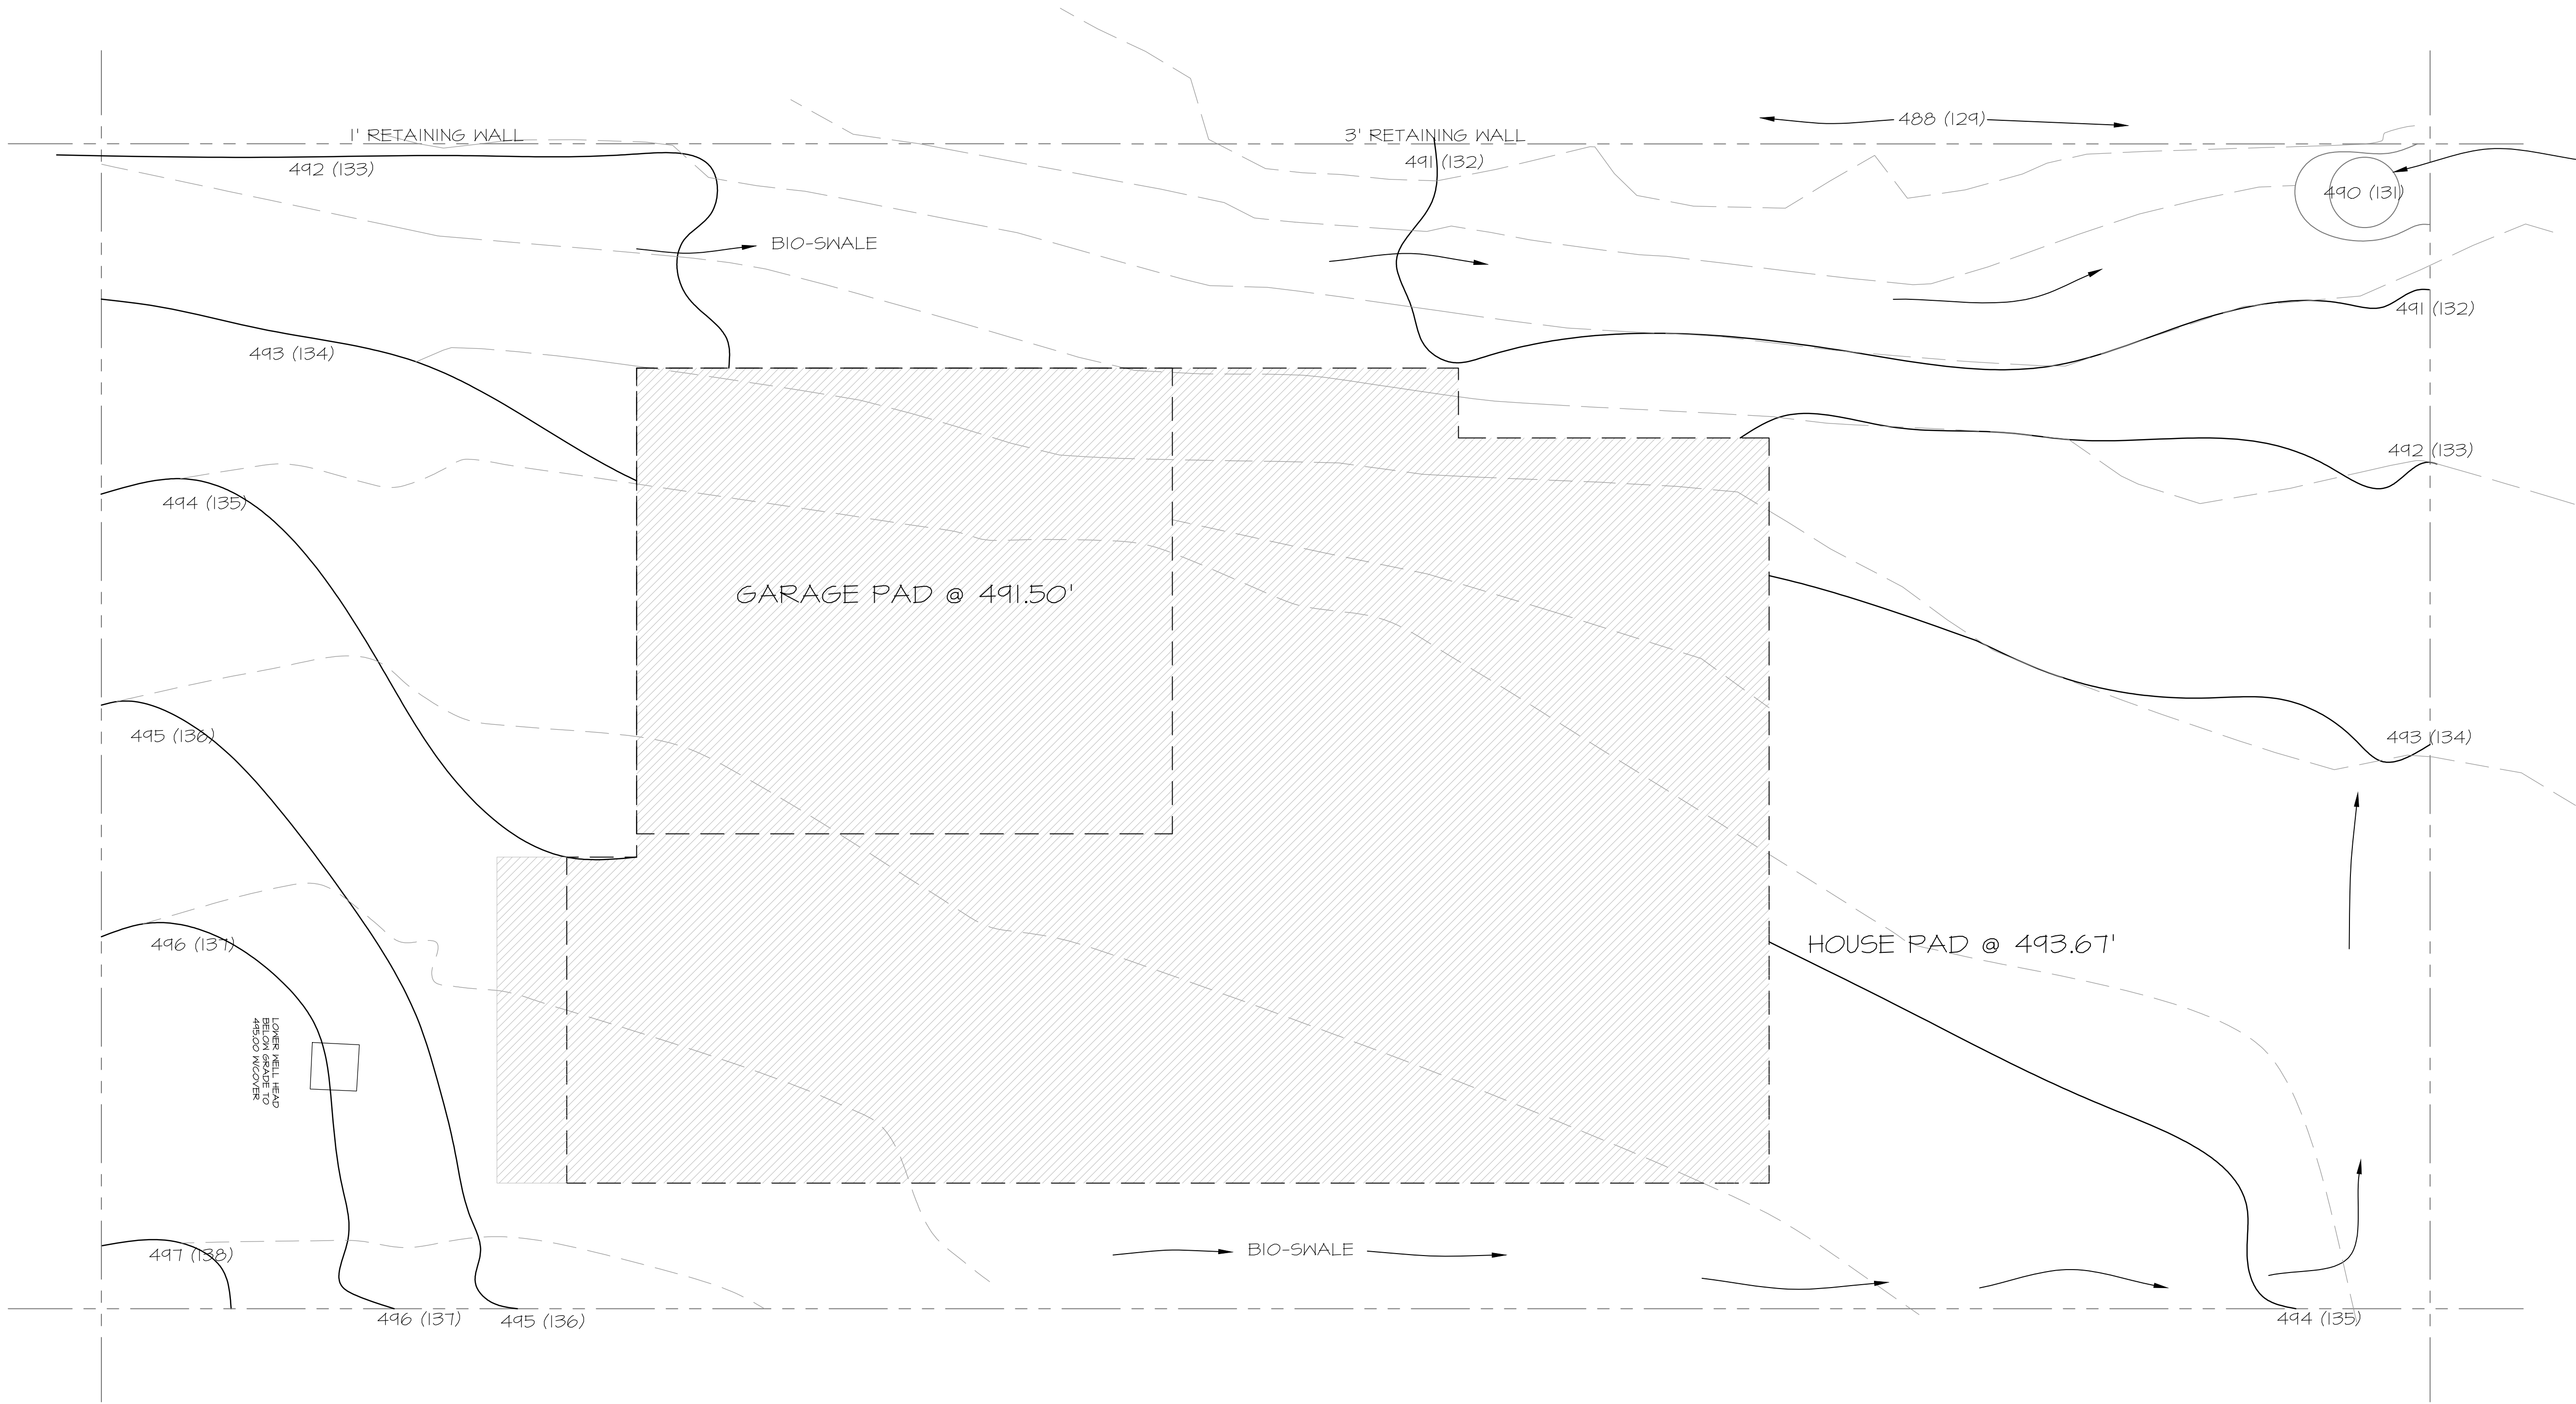 488 (129)
1' RETAINING WALL
3' RETAINING WALL
492 (133)
491 (132)
490 (131)
BIO-SWALE
491 (132)
493 (134)
492 (133)
494 (135)
GARAGE PAD @ 491.50'
495 (136)
493 (134)
496 (137)
HOUSE PAD @ 493.67'
LOWER WELL HEAD
BELOW GRADE TO
495.00 W/COVER
497 (138)
BIO-SWALE
496 (137)
495 (136)
494 (135)